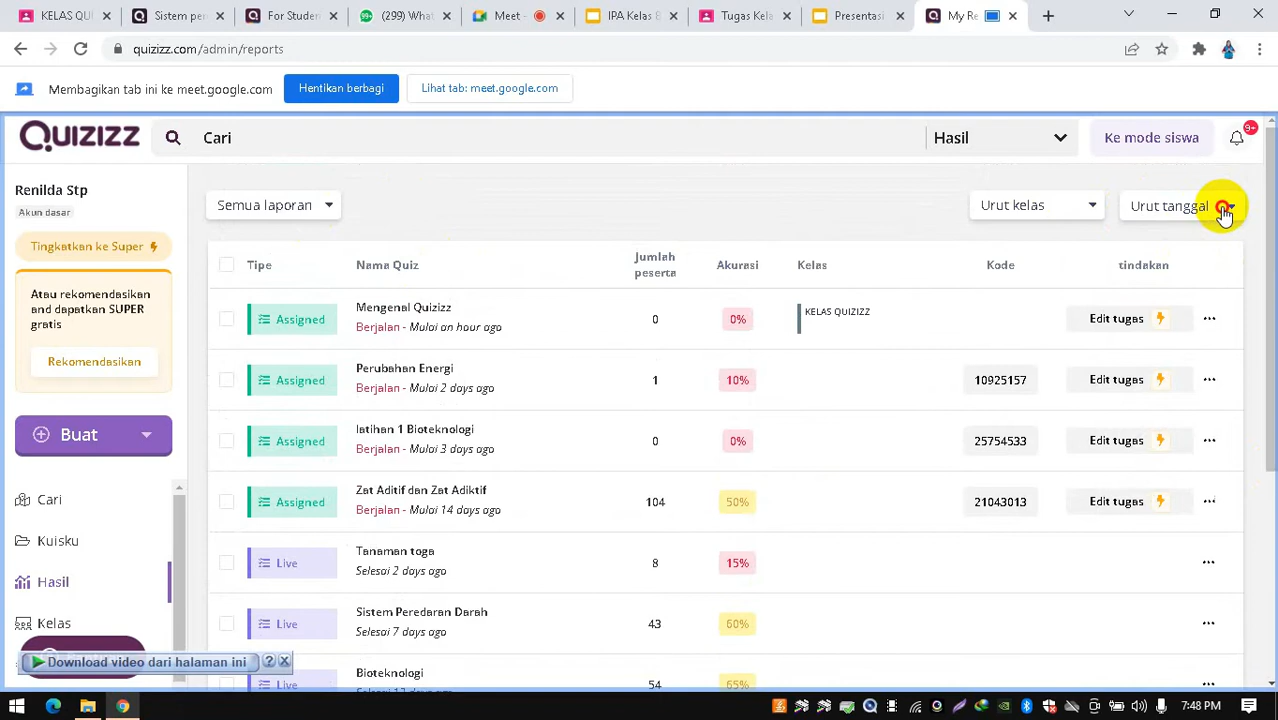 KELAS QU
Sistem per
For Studen
(299) What
Meet -
IPA Kelas 8
Tugas Kela
Presentasi
My Re
quizizz.com/admin/reports
Membagikan tab ini ke meet.google.com
Hentikan berbagi
Lihat tab: meet.google.com
QUIZIZZ
Cari
Hasil
Ke mode siswa
9+
Renilda Stp
Akun dasar
Tingkatkan ke Super
Atau rekomendasikan
and dapatkan SUPER
gratis
Rekomendasikan
Buat
Cari
Kuisku
Hasil
Kelas
Semua laporan
Urut kelas
Urut tanggal
Tipe
Nama Quiz
Jumlah
peserta
Akurasi
Kelas
Kode
tindakan
Assigned
Mengenal Quizizz
Berjalan - Mulai an hour ago
0
0%
KELAS QUIZIZZ
Edit tugas
Assigned
Perubahan Energi
Berjalan - Mulai 2 days ago
1
10%
10925157
Edit tugas
Assigned
latihan 1 Bioteknologi
Berjalan - Mulai 3 days ago
0
0%
25754533
Edit tugas
Assigned
Zat Aditif dan Zat Adiktif
Berjalan - Mulai 14 days ago
104
50%
21043013
Edit tugas
Live
Tanaman toga
Selesai 2 days ago
8
15%
Live
Sistem Peredaran Darah
Selesai 7 days ago
43
60%
Live
Bioteknologi
54
65%
Download video dari halaman ini
7:48 PM